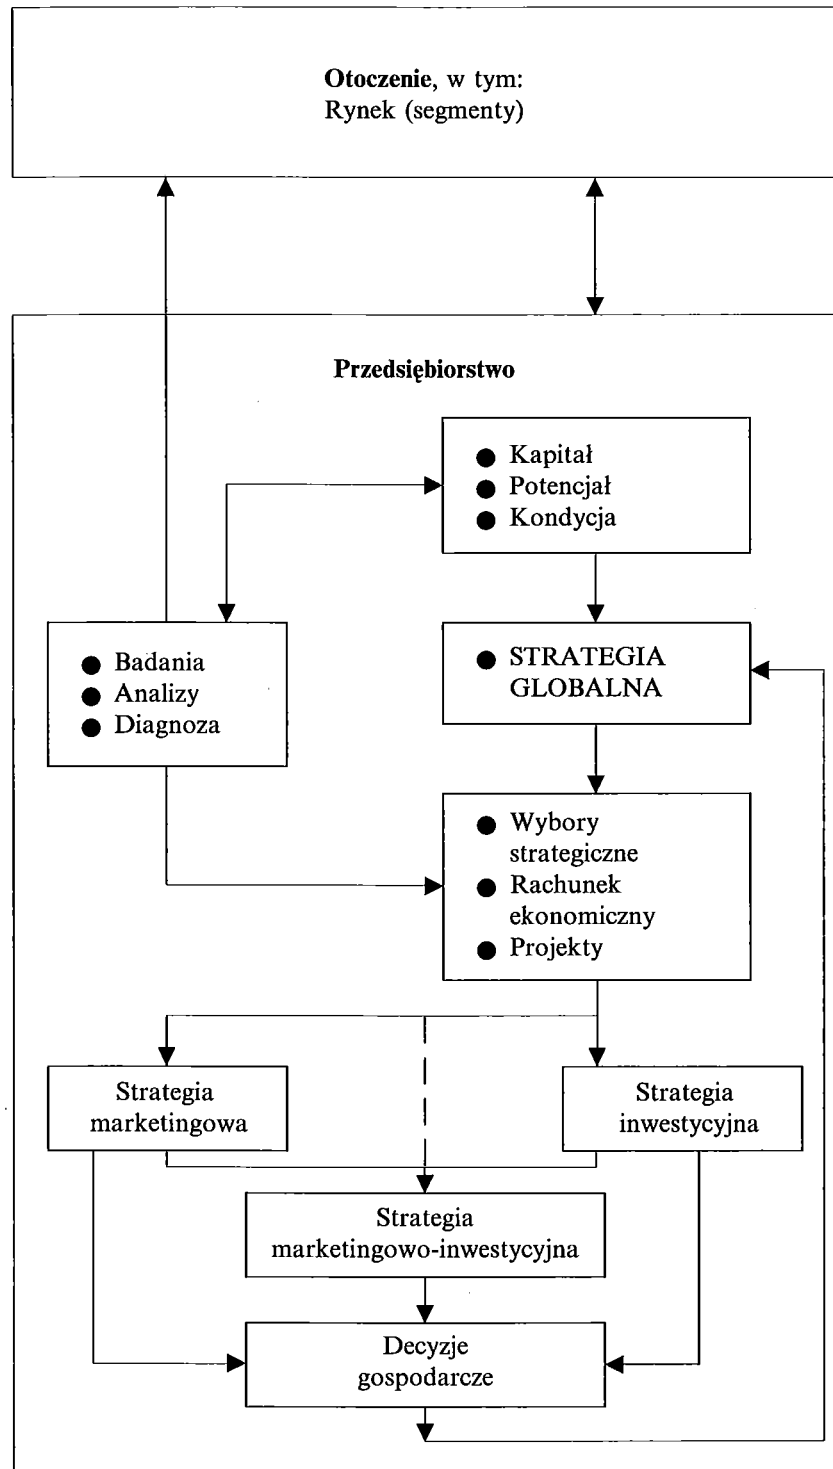 Otoczenie, w tym:
Rynek (segmenty)
Przedsiębiorstwo
● Kapitał
● Potencjał
● Kondycja
● Badania
● Analizy
● Diagnoza
● STRATEGIA
GLOBALNA
● Wybory
strategiczne
● Rachunek
ekonomiczny
● Projekty
Strategia
marketingowa
Strategia
inwestycyjna
Strategia
marketingowo-inwestycyjna
Decyzje
gospodarcze